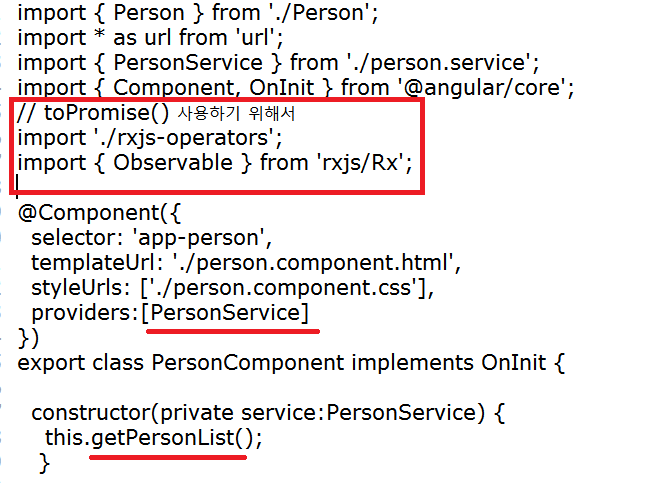 import { Person } from './Person';
import * as url from 'url';
import { PersonService } from './person.service';
import { Component, OnInit } from '@angular/core';
// toPromise() 사용하기 위해서
import './rxjs-operators';
import { Observable } from 'rxjs/Rx';
@Component({
  selector: 'app-person',
  templateUrl: './person.component.html',
  styleUrls: ['./person.component.css'],
  providers:[PersonService]
})
export class PersonComponent implements OnInit {
  constructor(private service:PersonService) {
    this.getPersonList();
   }